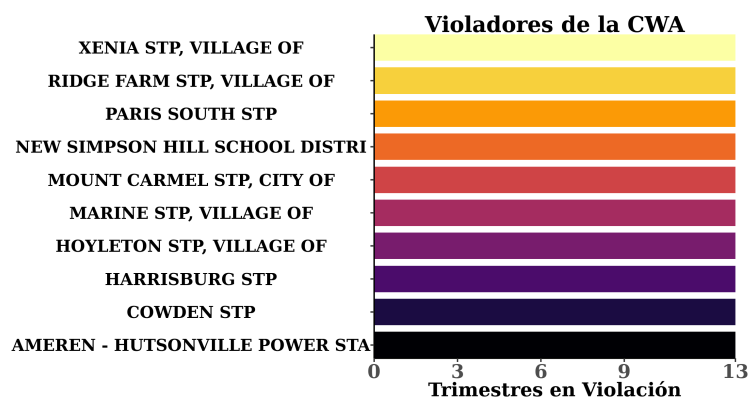 Violadores de la CWA
XENIA STP, VILLAGE OF
RIDGE FARM STP, VILLAGE OF
PARIS SOUTH STP
NEW SIMPSON HILL SCHOOL DISTRI
MOUNT CARMEL STP, CITY OF
MARINE STP, VILLAGE OF
HOYLETON STP, VILLAGE OF
HARRISBURG STP
COWDEN STP
AMEREN - HUTSONVILLE POWER STA
0 3 6 9 13
Trimestres en Violación